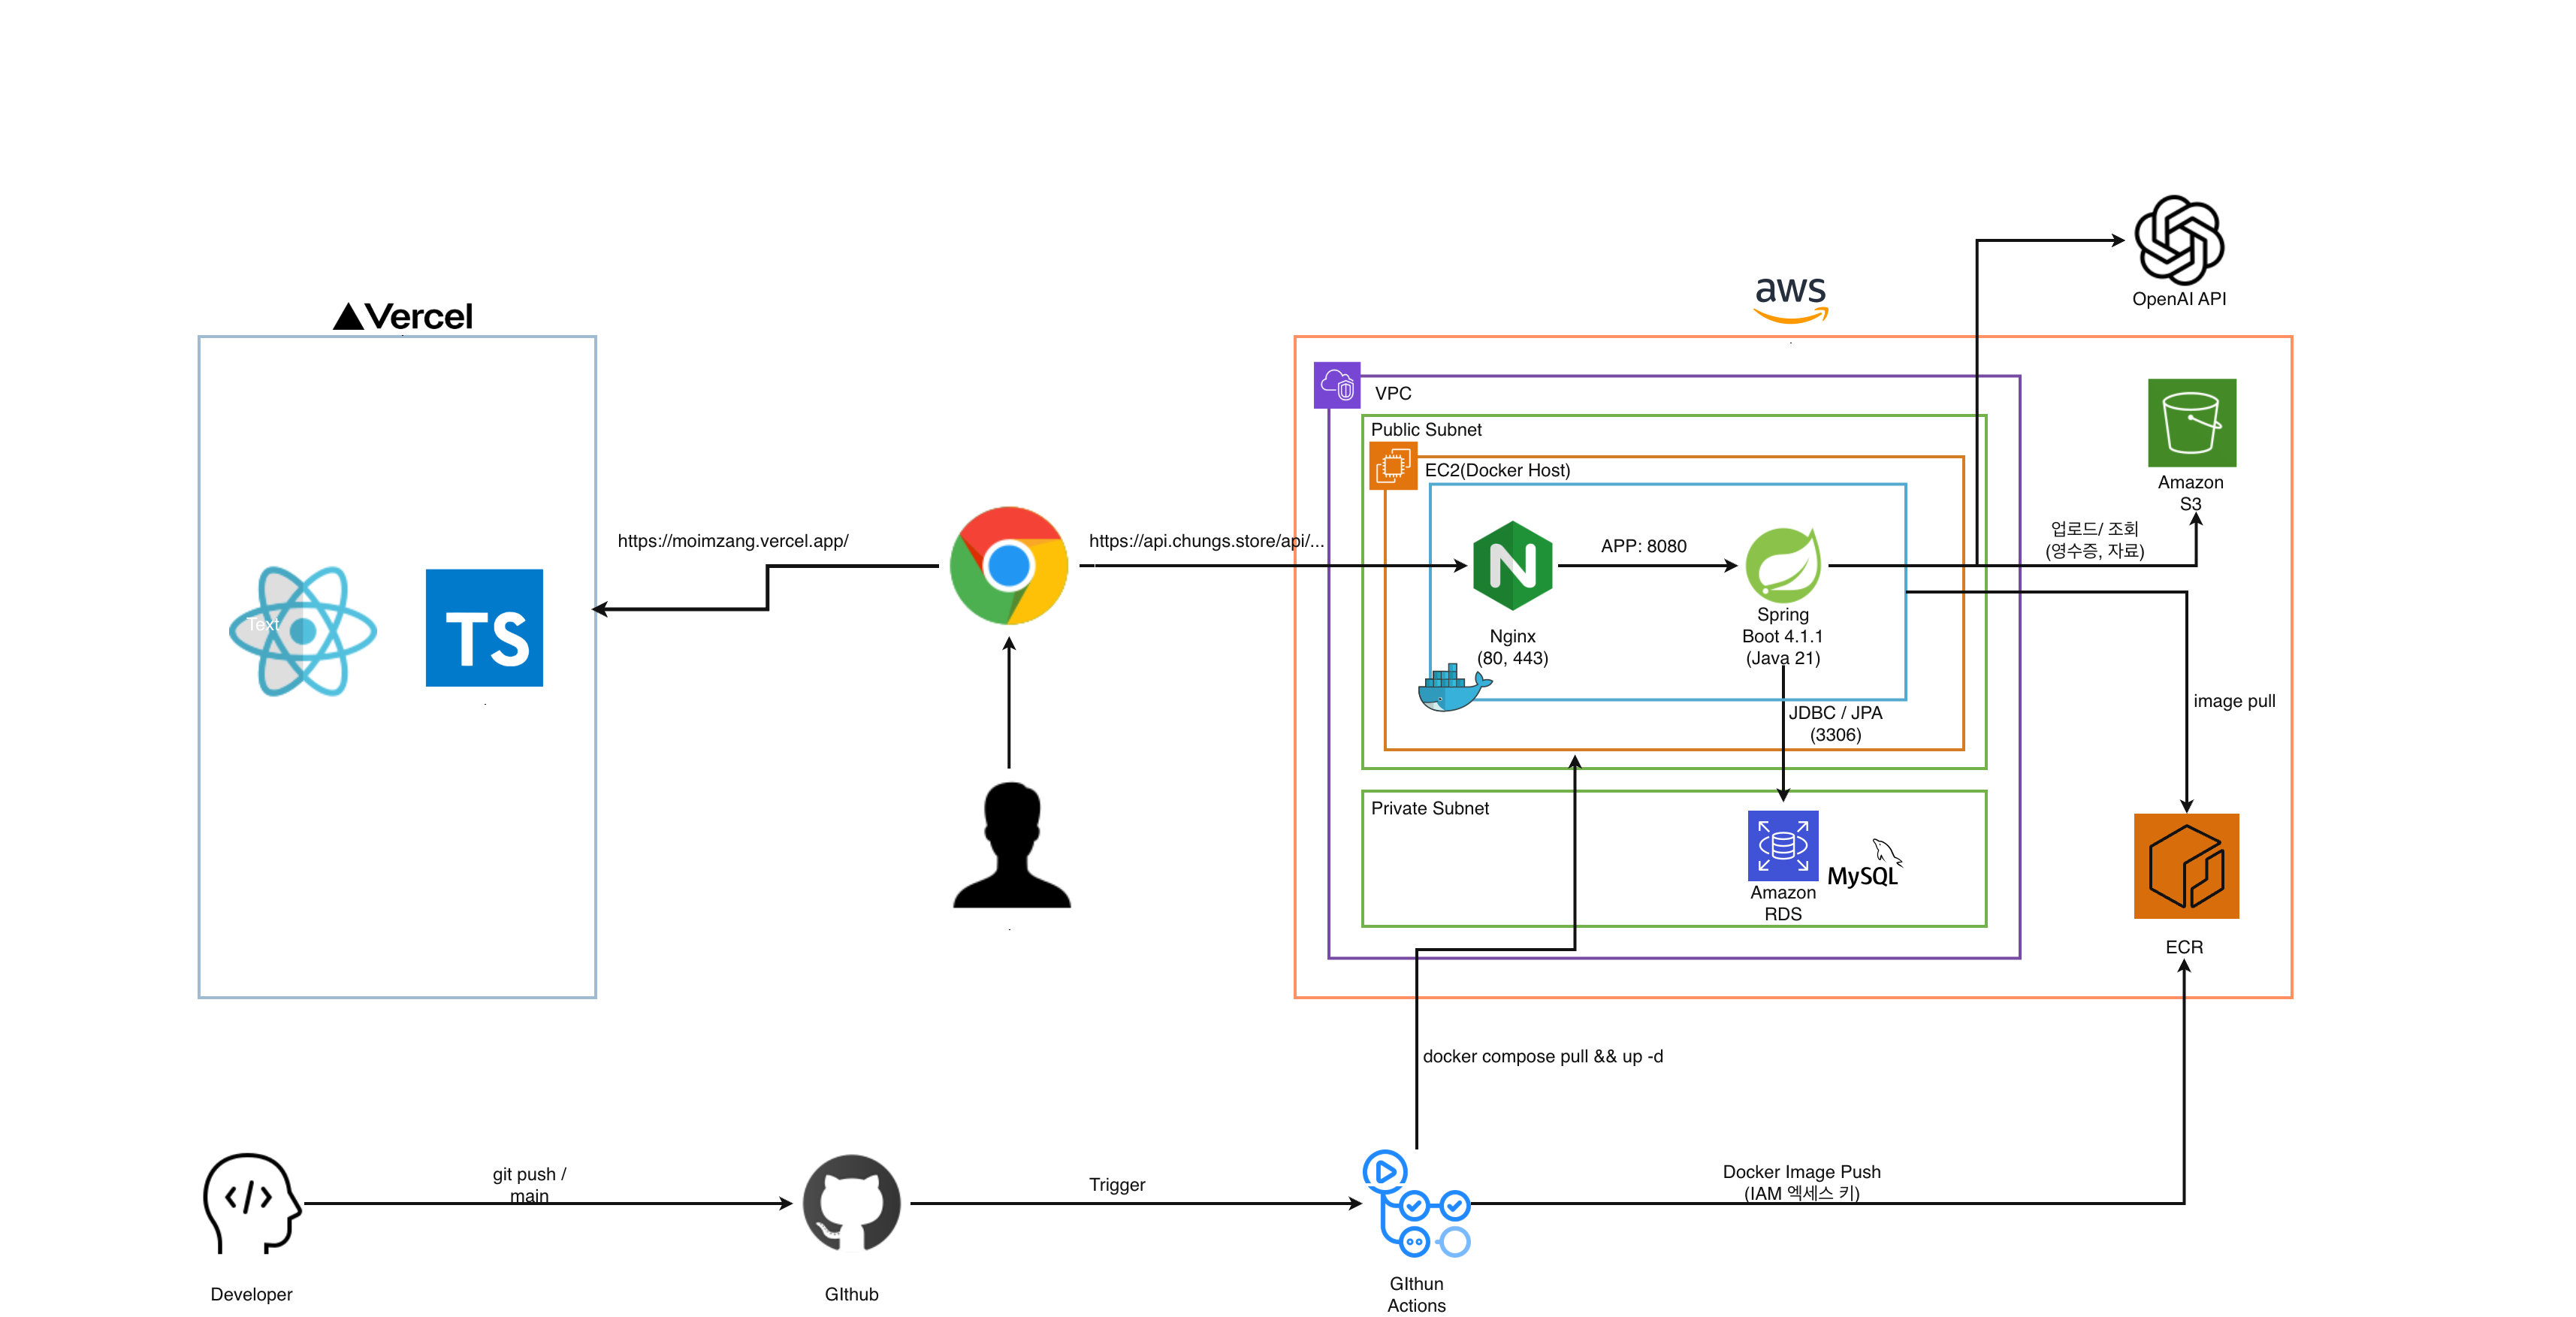 OpenAI API
aws
Vercel
VPC
Public Subnet
EC2(Docker Host)
Amazon
S3
https://moimzang.vercel.app/
https://api.chungs.store/api/...
APP: 8080
업로드/ 조회
(영수증, 자료)
Text
TS
Nginx
(80, 443)
Spring
Boot 4.1.1
(Java 21)
image pull
JDBC / JPA
(3306)
Private Subnet
MySQL
Amazon
RDS
ECR
docker compose pull && up -d
git push /
main
Trigger
Docker Image Push
(IAM 엑세스 키)
Developer
GIthub
GIthun
Actions